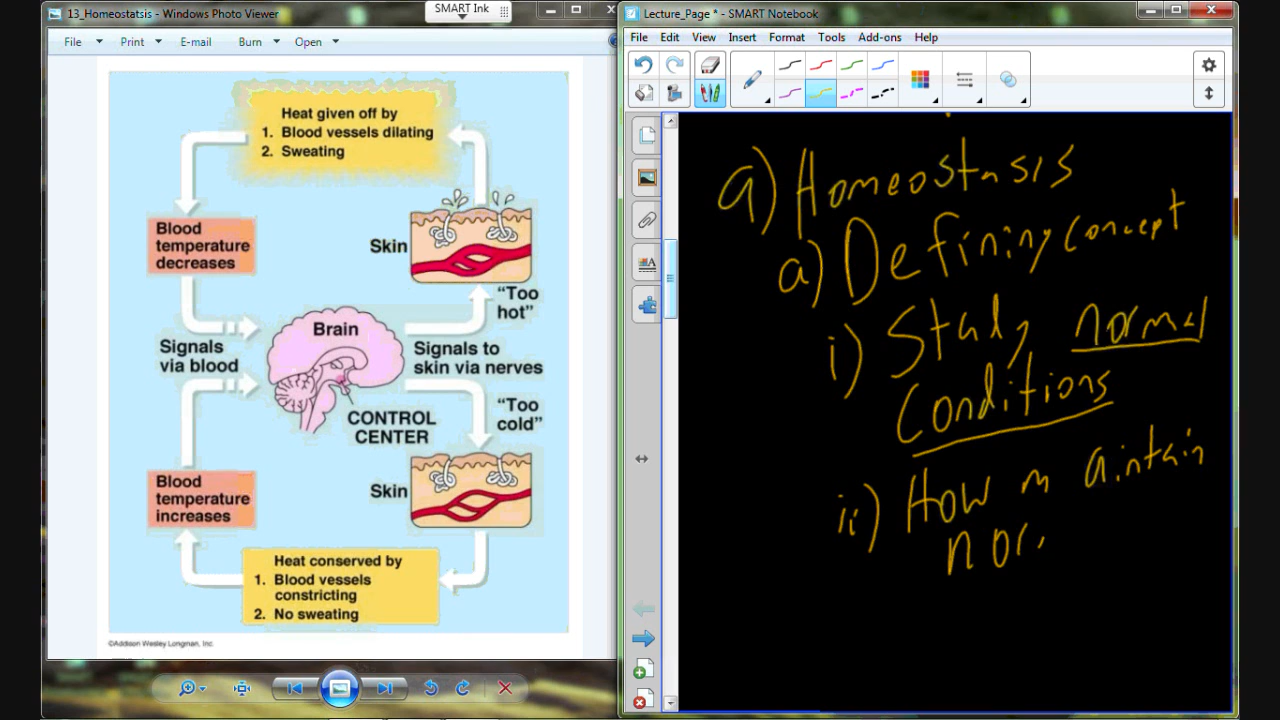 13_Homeostatsis - Windows Photo Viewer
SMART Ink
File Print E-mail Burn Open
Heat given off by
1. Blood vessels dilating
2. Sweating
Blood
temperature
decreases
Skin
"Too
hot"
Brain
Signals
via blood
Signals to
skin via nerves
CONTROL
CENTER
"Too
cold"
Skin
Blood
temperature
increases
Heat conserved by
1. Blood vessels
constricting
2. No sweating
©Addison Wesley Longman, Inc.
Lecture_Page * - SMART Notebook
File Edit View Insert Format Tools Add-ons Help
9) Homeostasis
a) Defining concept
i) Study normal
Conditions
ii) How maintain
nor